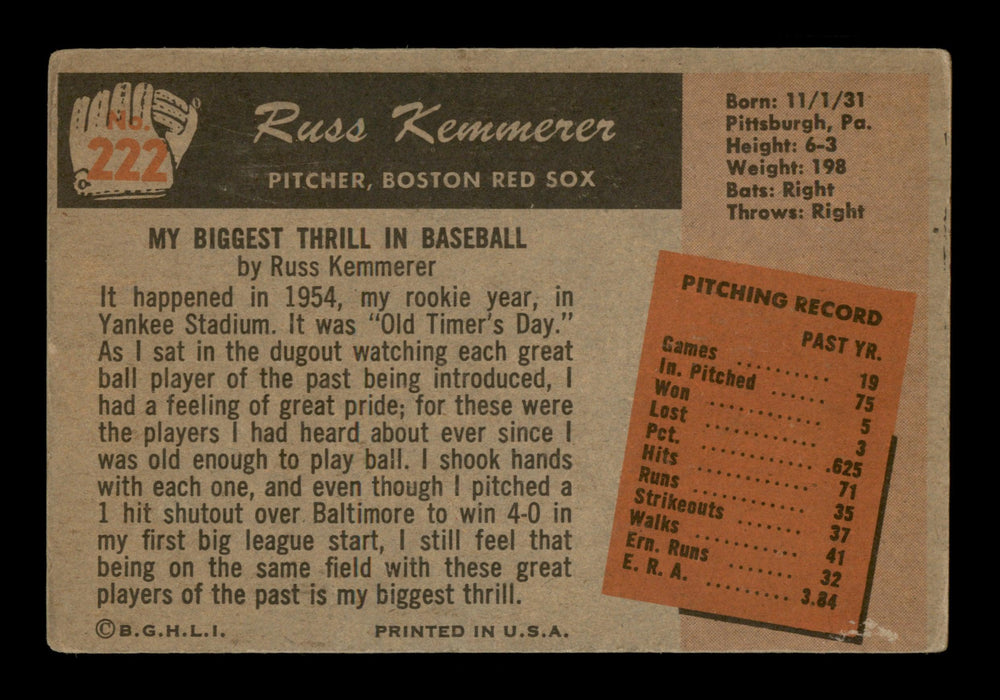 No.
222
Russ Kemmerer
PITCHER, BOSTON RED SOX
Born: 11/1/31
Pittsburgh, Pa.
Height: 6-3
Weight: 198
Bats: Right
Throws: Right
MY BIGGEST THRILL IN BASEBALL
by Russ Kemmerer
It happened in 1954, my rookie year, in
Yankee Stadium. It was “Old Timer's Day.”
As I sat in the dugout watching each great
ball player of the past being introduced, I
had a feeling of great pride; for these were
the players I had heard about ever since I
was old enough to play ball. I shook hands
with each one, and even though I pitched a
1 hit shutout over Baltimore to win 4-0 in
my first big league start, I still feel that
being on the same field with these great
players of the past is my biggest thrill.
©B.G.H.L.I. PRINTED IN U.S.A.
PITCHING RECORD
PAST YR.
Games .......... 19
In. Pitched ...... 75
Won .......... 5
Lost .......... 3
Pct. .......... .625
Hits .......... 71
Runs .......... 35
Strikeouts ....... 37
Walks .......... 41
Ern. Runs ....... 32
E. R. A. ......... 3.84